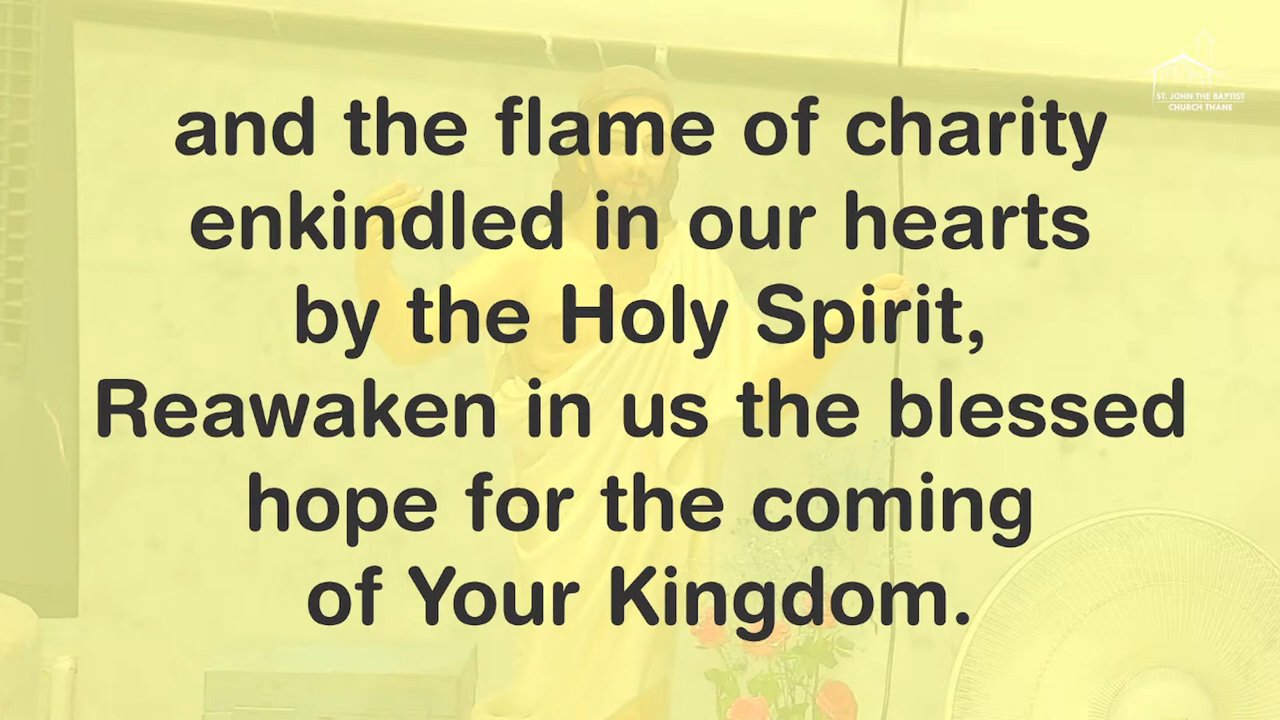 ST. JOHN THE BAPTIST
CHURCH THANE
and the flame of charity
enkindled in our hearts
by the Holy Spirit,
Reawaken in us the blessed
hope for the coming
of Your Kingdom.